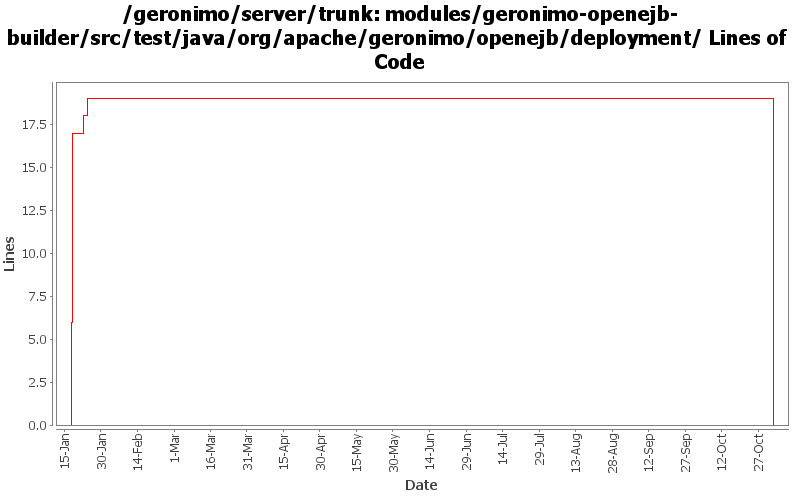 /geronimo/server/trunk: modules/geronimo-openejb-
builder/src/test/java/org/apache/geronimo/openejb/deployment/ Lines of
Code
Lines
17.5
15.0
12.5
10.0
7.5
5.0
2.5
0.0
15-Jan
30-Jan
14-Feb
1-Mar
16-Mar
31-Mar
15-Apr
30-Apr
15-May
30-May
14-Jun
29-Jun
14-Jul
29-Jul
13-Aug
28-Aug
12-Sep
27-Sep
12-Oct
27-Oct
Date